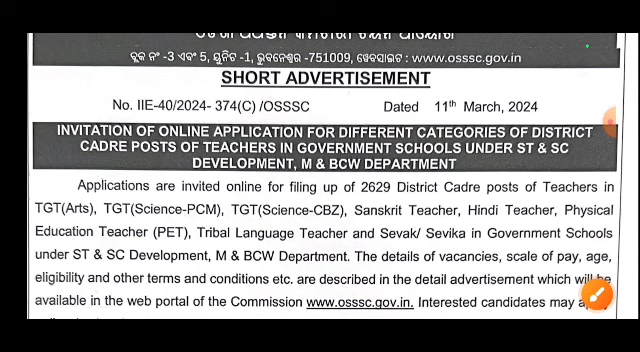 ବ୍ଲକ ନଂ -3 ଏବଂ 5, ୟୁନିଟ -1, ଭୁବନେଶ୍ୱର -751009, ୱେବସାଇଟ : www.osssc.gov.in
SHORT ADVERTISEMENT
No. IIE-40/2024- 374(C) /OSSSC Dated 11th March, 2024
INVITATION OF ONLINE APPLICATION FOR DIFFERENT CATEGORIES OF DISTRICT
CADRE POSTS OF TEACHERS IN GOVERNMENT SCHOOLS UNDER ST & SC
DEVELOPMENT, M & BCW DEPARTMENT
Applications are invited online for filing up of 2629 District Cadre posts of Teachers in
TGT(Arts), TGT(Science-PCM), TGT(Science-CBZ), Sanskrit Teacher, Hindi Teacher, Physical
Education Teacher (PET), Tribal Language Teacher and Sevak/ Sevika in Government Schools
under ST & SC Development, M & BCW Department. The details of vacancies, scale of pay, age,
eligibility and other terms and conditions etc. are described in the detail advertisement which will be
available in the web portal of the Commission www.osssc.gov.in. Interested candidates may